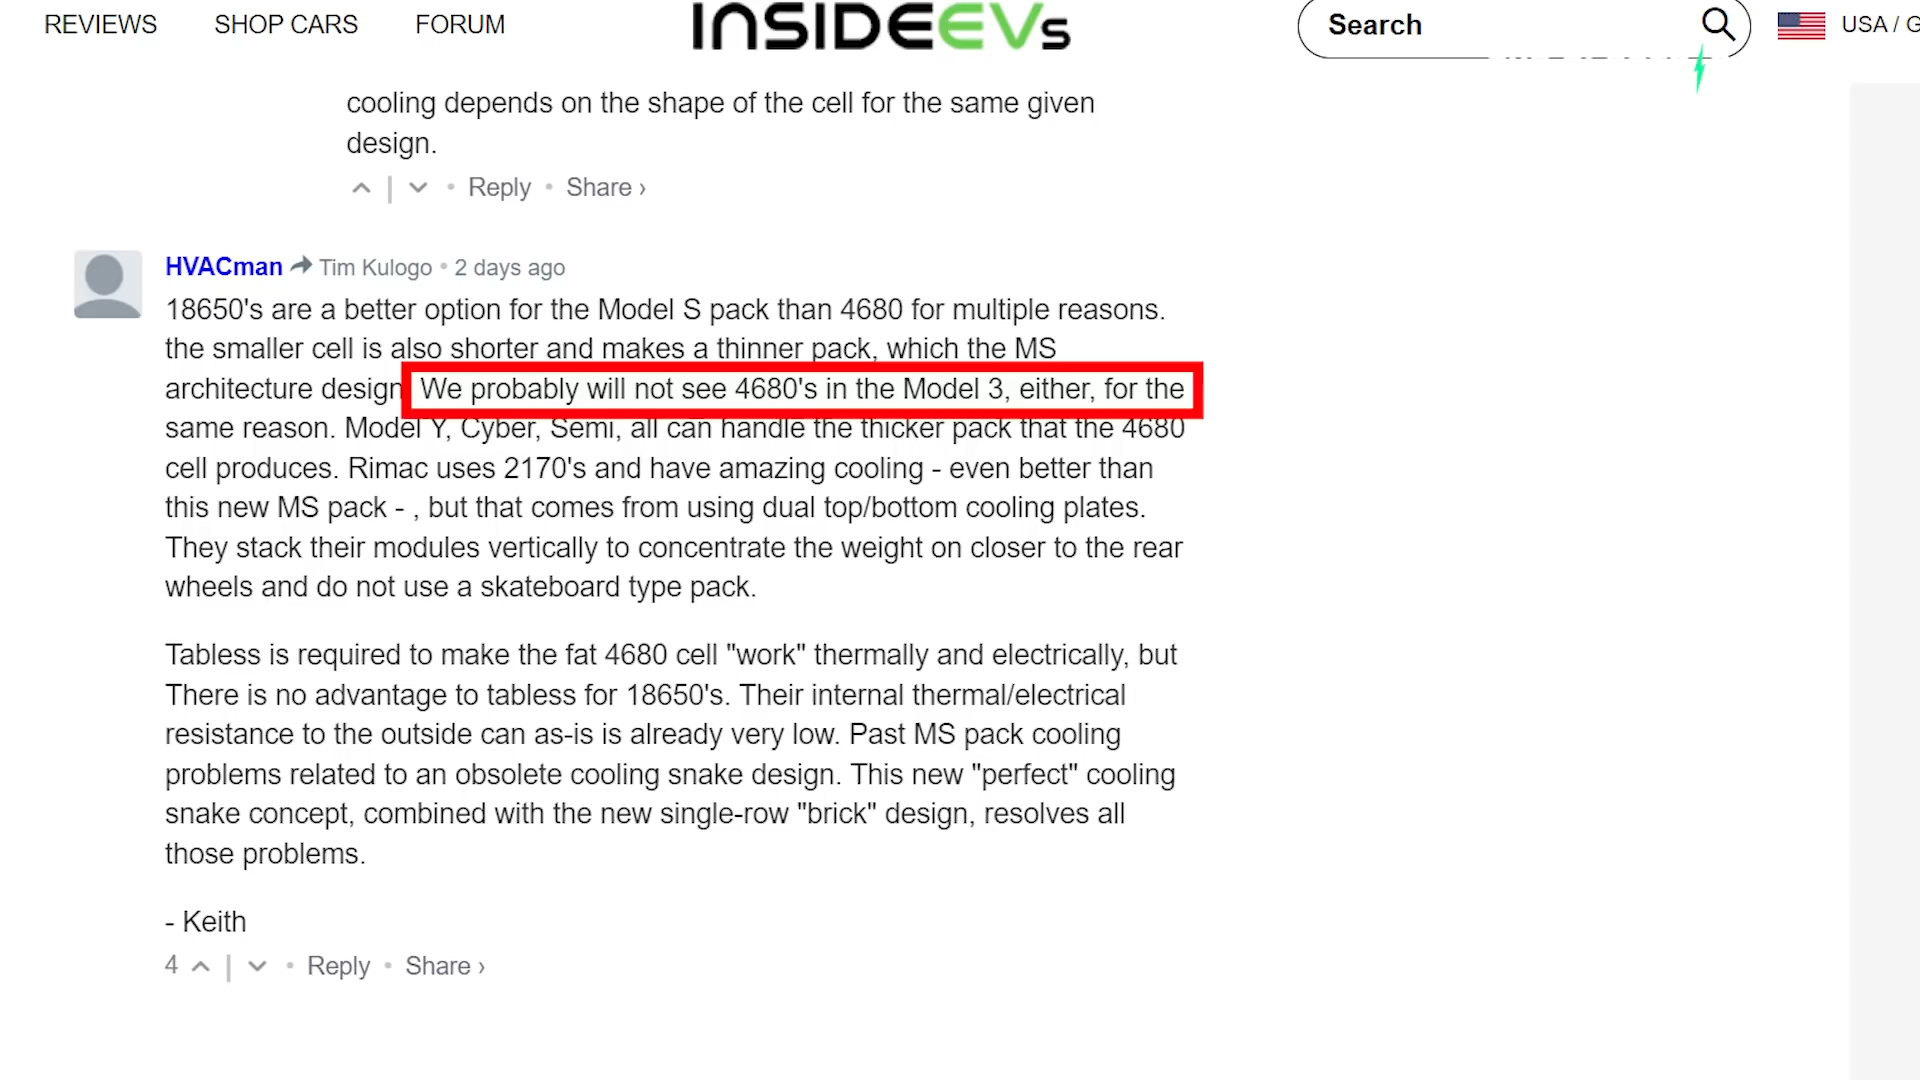 REVIEWS SHOP CARS FORUM INSIDEEVs Search USA / G
cooling depends on the shape of the cell for the same given
design.
Reply • Share ›
HVACman Tim Kulogo • 2 days ago
18650's are a better option for the Model S pack than 4680 for multiple reasons.
the smaller cell is also shorter and makes a thinner pack, which the MS
architecture design We probably will not see 4680's in the Model 3, either, for the
same reason. Model Y, Cyber, Semi, all can handle the thicker pack that the 4680
cell produces. Rimac uses 2170's and have amazing cooling - even better than
this new MS pack - , but that comes from using dual top/bottom cooling plates.
They stack their modules vertically to concentrate the weight on closer to the rear
wheels and do not use a skateboard type pack.
Tabless is required to make the fat 4680 cell "work" thermally and electrically, but
There is no advantage to tabless for 18650's. Their internal thermal/electrical
resistance to the outside can as-is is already very low. Past MS pack cooling
problems related to an obsolete cooling snake design. This new "perfect" cooling
snake concept, combined with the new single-row "brick" design, resolves all
those problems.
- Keith
4 • Reply • Share ›